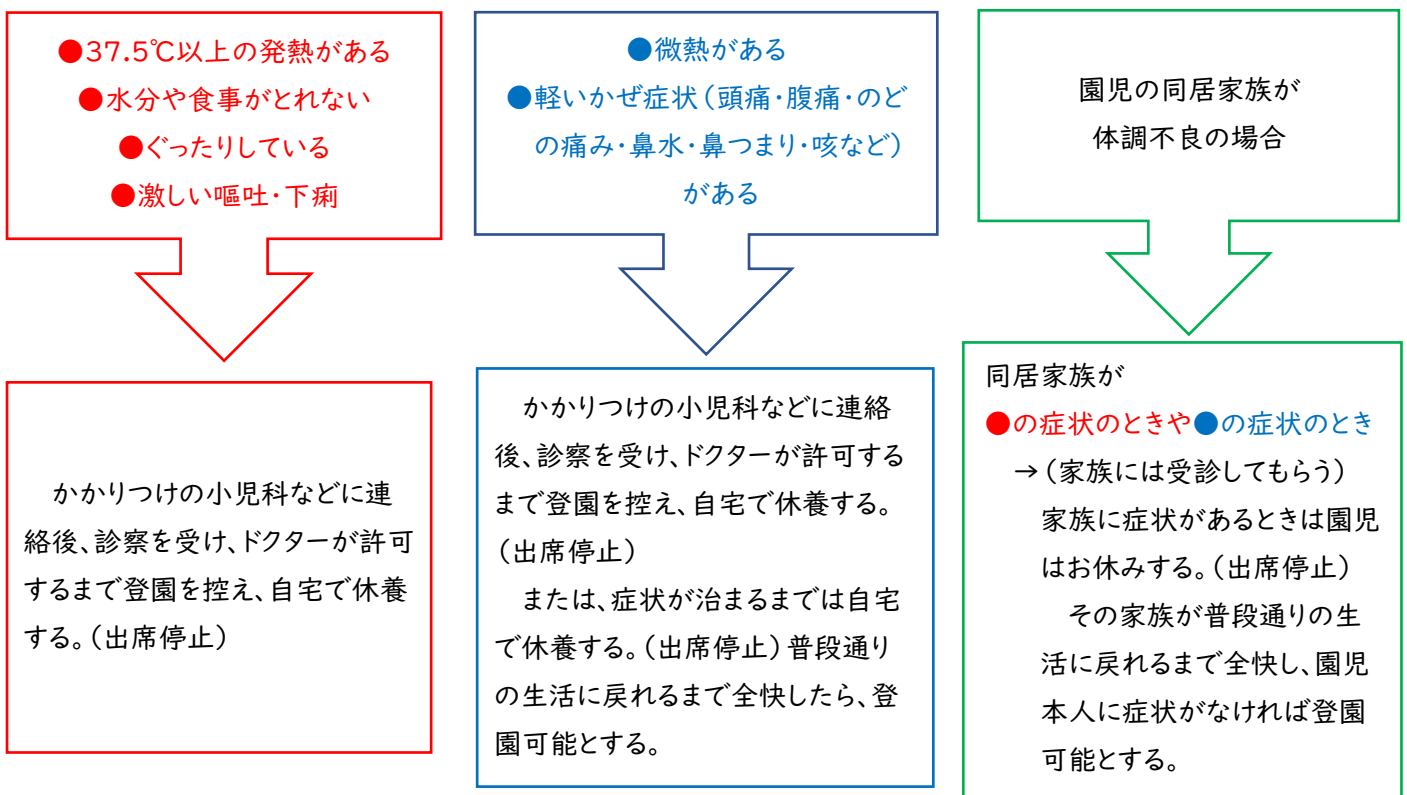 ●37.5℃以上の発熱がある
●水分や食事がとれない
●ぐったりしている
●激しい嘔吐・下痢
かかりつけの小児科などに連
絡後、診察を受け、ドクターが許可
するまで登園を控え、自宅で休養
する。（出席停止）
●微熱がある
●軽いかぜ症状（頭痛・腹痛・のど
の痛み・鼻水・鼻つまり・咳など）
がある
かかりつけの小児科などに連絡
後、診察を受け、ドクターが許可する
まで登園を控え、自宅で休養する。
（出席停止）
または、症状が治まるまでは自宅
で休養する。（出席停止）普段通り
の生活に戻れるまで全快したら、登
園可能とする。
園児の同居家族が
体調不良の場合
同居家族が
●の症状のときや●の症状のとき
→（家族には受診してもらう）
家族に症状があるときは園児
はお休みする。（出席停止）
その家族が普段通りの生
活に戻れるまで全快し、園児
本人に症状がなければ登園
可能とする。